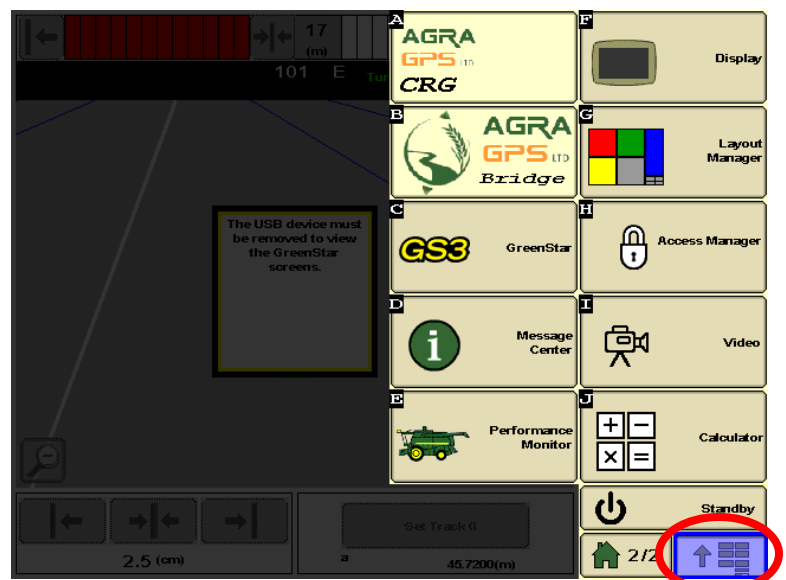 17
(m)
101 E Tur
The USB device must
be removed to view
the GreenStar
screens.
2.5 (cm)
Set Track 0
a
45.7200(m)
A
AGRA
GPS LTD
CRG
B
AGRA
GPS LTD
Bridge
C
GS3
GreenStar
D
i
Message
Center
E
Performance
Monitor
F
Display
G
Layout
Manager
H
Access Manager
I
Video
J
+ −
× =
Calculator
Standby
2/2